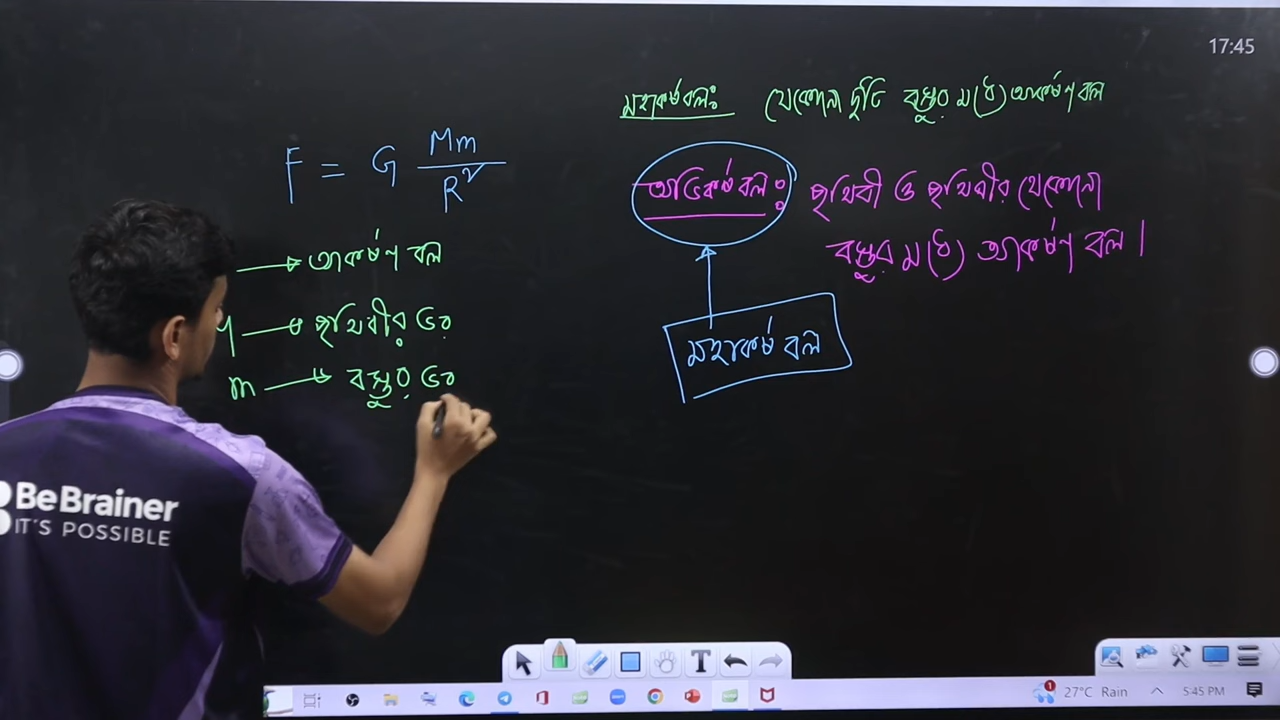 17:45
মহাকর্ষ বলঃ যেকোনো দুটি বস্তুর মধ্যে আকর্ষণ বল
F = G Mm/R²
অভিকর্ষ বলঃ পৃথিবী ও পৃথিবীর যেকোনো
বস্তুর মধ্যে আকর্ষণ বল।
→ আকর্ষণ বল
→ পৃথিবীর ভর
m → বস্তুর ভর
মহাকর্ষ বল
BeBrainer
IT'S POSSIBLE
27°C Rain
5:45 PM